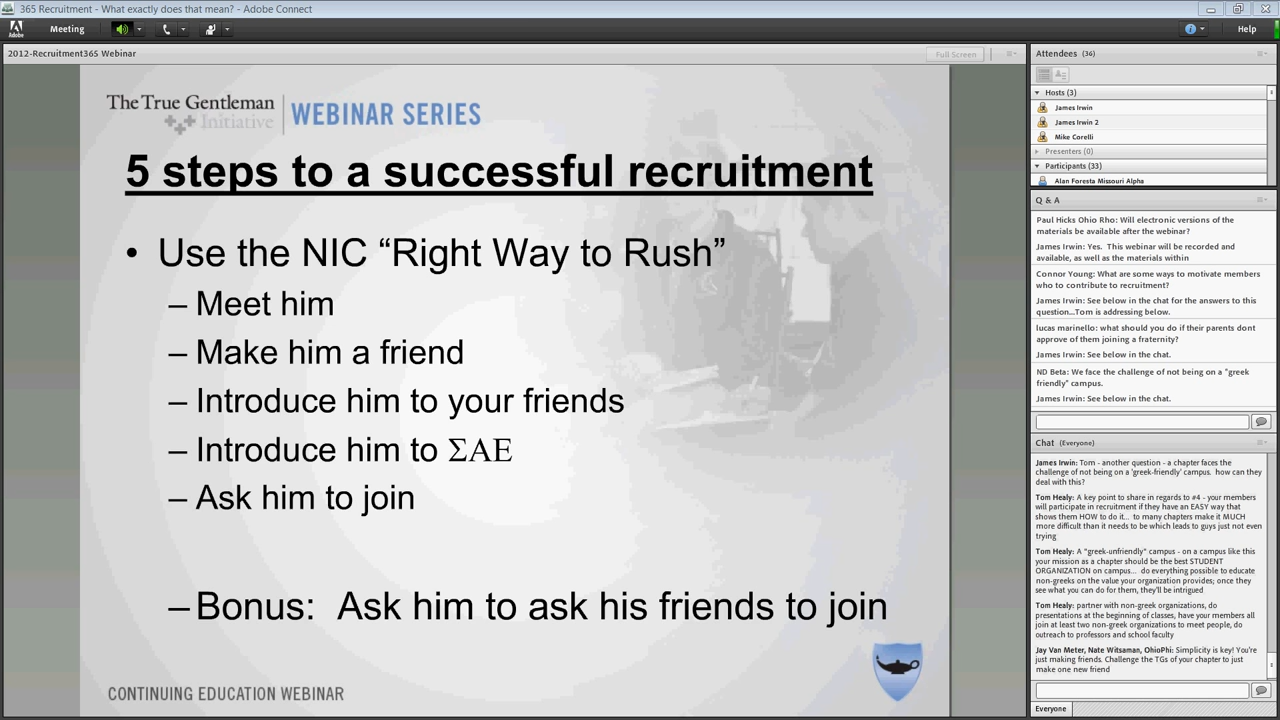 365 Recruitment - What exactly does that mean? - Adobe Connect
Adobe
Meeting
Help
2012-Recruitment365 Webinar
Full Screen
The True Gentleman
Initiative
WEBINAR SERIES
5 steps to a successful recruitment
• Use the NIC “Right Way to Rush”
– Meet him
– Make him a friend
– Introduce him to your friends
– Introduce him to ΣΑΕ
– Ask him to join
– Bonus: Ask him to ask his friends to join
CONTINUING EDUCATION WEBINAR
Attendees (36)
Hosts (3)
James Irwin
James Irwin 2
Mike Corelli
Presenters (0)
Participants (33)
Alan Foresta Missouri Alpha
Q & A
Paul Hicks Ohio Rho: Will electronic versions of the
materials be available after the webinar?
James Irwin: Yes. This webinar will be recorded and
available, as well as the materials within
Connor Young: What are some ways to motivate members
who to contribute to recruitment?
James Irwin: See below in the chat for the answers to this
question...Tom is addressing below.
lucas marinello: what should you do if their parents dont
approve of them joining a fraternity?
James Irwin: See below in the chat.
ND Beta: We face the challenge of not being on a "greek
friendly" campus.
James Irwin: See below in the chat.
Chat (Everyone)
James Irwin: Tom - another question - a chapter faces the
challenge of not being on a 'greek-friendly' campus. how can they
deal with this?
Tom Healy: A key point to share in regards to #4 - your members
will participate in recruitment if they have an EASY way that
shows them HOW to do it... to many chapters make it MUCH
more difficult than it needs to be which leads to guys just not even
trying
Tom Healy: A "greek-unfriendly" campus - on a campus like this
your mission as a chapter should be the best STUDENT
ORGANIZATION on campus... do everything possible to educate
non-greeks on the value your organization provides; once they
see what you can do for them, they'll be intrigued
Tom Healy: partner with non-greek organizations, do
presentations at the beginning of classes, have your members all
join at least two non-greek organizations to meet people, do
outreach to professors and school faculty
Jay Van Meter, Nate Witsaman, OhioPhi: Simplicity is key! You're
just making friends. Challenge the TGs of your chapter to just
make one new friend
Everyone